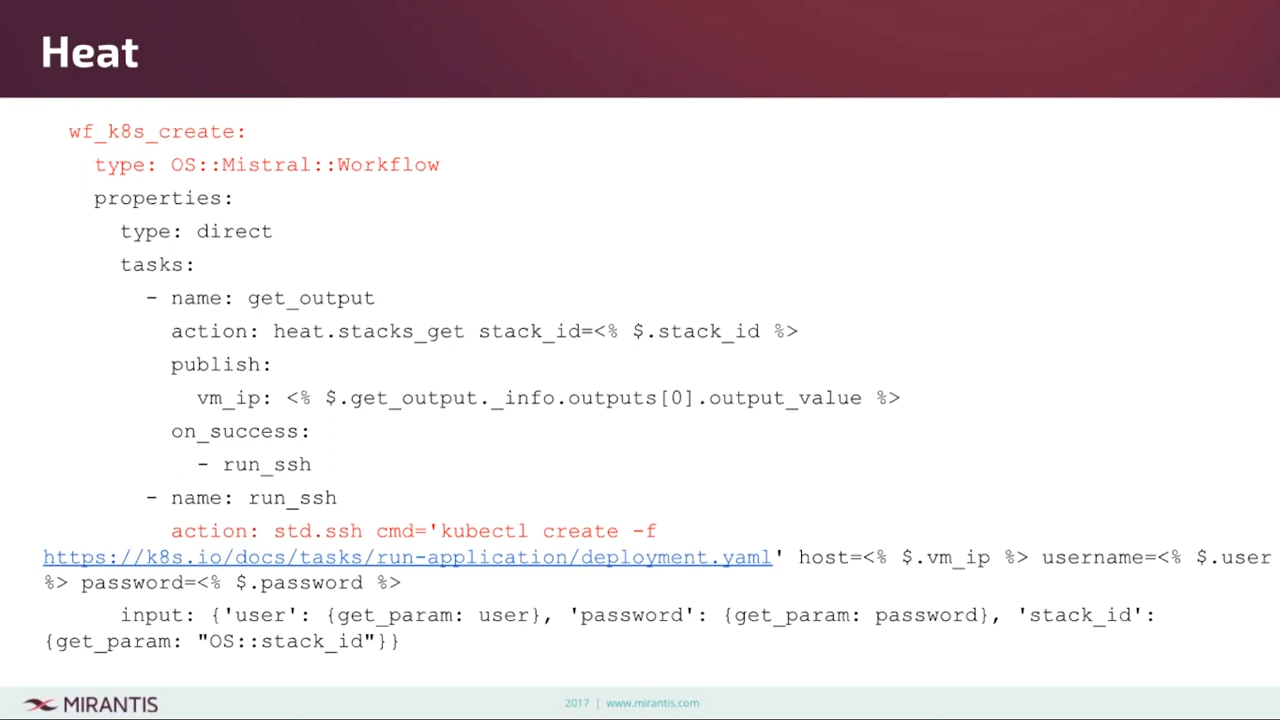 Heat
wf_k8s_create:
type: OS::Mistral::Workflow
properties:
type: direct
tasks:
- name: get_output
action: heat.stacks_get stack_id=<% $.stack_id %>
publish:
vm_ip: <% $.get_output._info.outputs[0].output_value %>
on_success:
- run_ssh
- name: run_ssh
action: std.ssh cmd='kubectl create -f
https://k8s.io/docs/tasks/run-application/deployment.yaml' host=<% $.vm_ip %> username=<% $.user
%> password=<% $.password %>
input: {'user': {get_param: user}, 'password': {get_param: password}, 'stack_id':
{get_param: "OS::stack_id"}}
MIRANTIS
2017 | www.mirantis.com